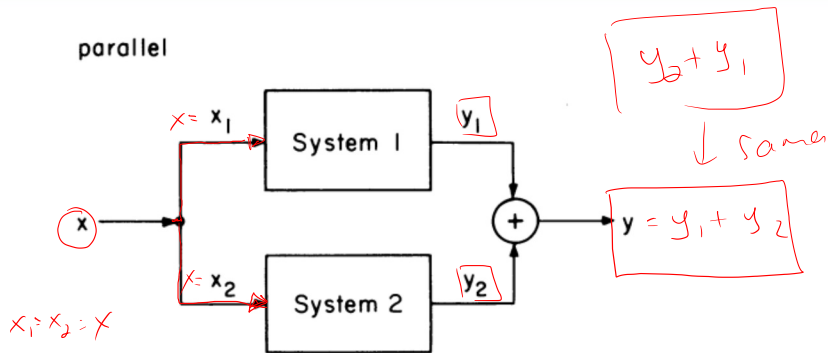 parallel
y₂ + y₁
↓ same
x = x₁
System 1
y₁
x
+
y = y₁ + y₂
x = x₂
System 2
y₂
x₁ = x₂ = x